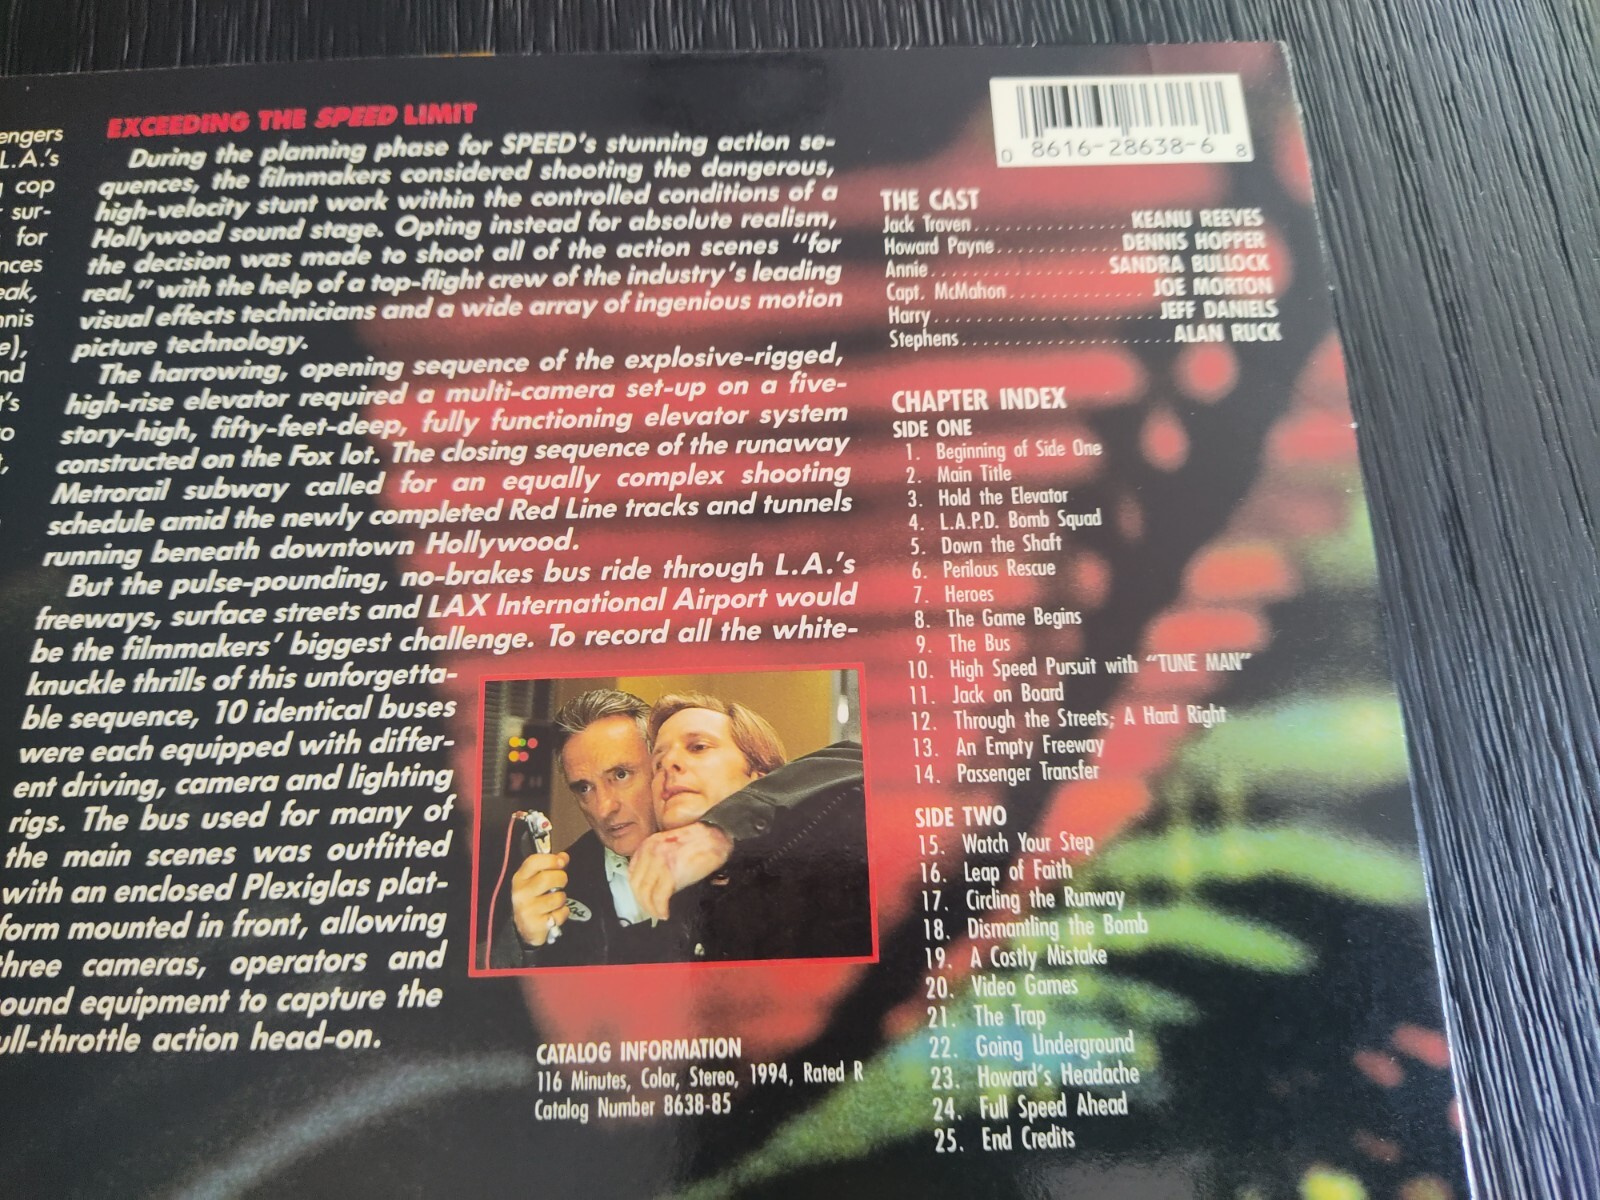 engers
L.A.'s
cop
sur-
for
nces
eak,
nnis
e),
nd
t's
EXCEEDING THE SPEED LIMIT
During the planning phase for SPEED's stunning action se-
quences, the filmmakers considered shooting the dangerous,
high-velocity stunt work within the controlled conditions of a
Hollywood sound stage. Opting instead for absolute realism,
the decision was made to shoot all of the action scenes "for
real," with the help of a top-flight crew of the industry's leading
visual effects technicians and a wide array of ingenious motion
picture technology.
The harrowing, opening sequence of the explosive-rigged,
high-rise elevator required a multi-camera set-up on a five-
story-high, fifty-feet-deep, fully functioning elevator system
constructed on the Fox lot. The closing sequence of the runaway
Metrorail subway called for an equally complex shooting
schedule amid the newly completed Red Line tracks and tunnels
running beneath downtown Hollywood.
But the pulse-pounding, no-brakes bus ride through L.A.'s
freeways, surface streets and LAX International Airport would
be the filmmakers' biggest challenge. To record all the white-
knuckle thrills of this unforgetta-
ble sequence, 10 identical buses
were each equipped with differ-
ent driving, camera and lighting
rigs. The bus used for many of
the main scenes was outfitted
with an enclosed Plexiglas plat-
form mounted in front, allowing
three cameras, operators and
ound equipment to capture the
ull-throttle action head-on.
CATALOG INFORMATION
116 Minutes, Color, Stereo, 1994, Rated R
Catalog Number 8638-85
0 8616-28638-6 8
THE CAST
Jack Traven.............. KEANU REEVES
Howard Payne............ DENNIS HOPPER
Annie................. SANDRA BULLOCK
Capt. McMahon............. JOE MORTON
Harry..................... JEFF DANIELS
Stephens.................... ALAN RUCK
CHAPTER INDEX
SIDE ONE
1. Beginning of Side One
2. Main Title
3. Hold the Elevator
4. L.A.P.D. Bomb Squad
5. Down the Shaft
6. Perilous Rescue
7. Heroes
8. The Game Begins
9. The Bus
10. High Speed Pursuit with "TUNE MAN"
11. Jack on Board
12. Through the Streets; A Hard Right
13. An Empty Freeway
14. Passenger Transfer
SIDE TWO
15. Watch Your Step
16. Leap of Faith
17. Circling the Runway
18. Dismantling the Bomb
19. A Costly Mistake
20. Video Games
21. The Trap
22. Going Underground
23. Howard's Headache
24. Full Speed Ahead
25. End Credits